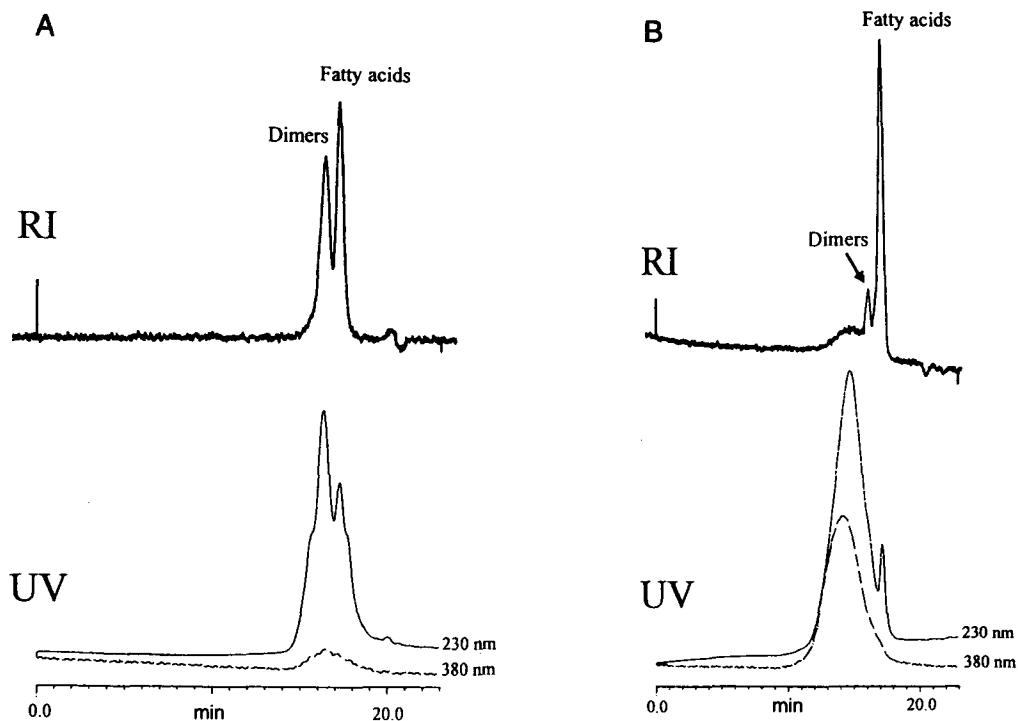 A
Fatty acids
Dimers
RI
UV
230 nm
380 nm
0.0 min 20.0
B
Fatty acids
Dimers
RI
UV
230 nm
380 nm
0.0 min 20.0